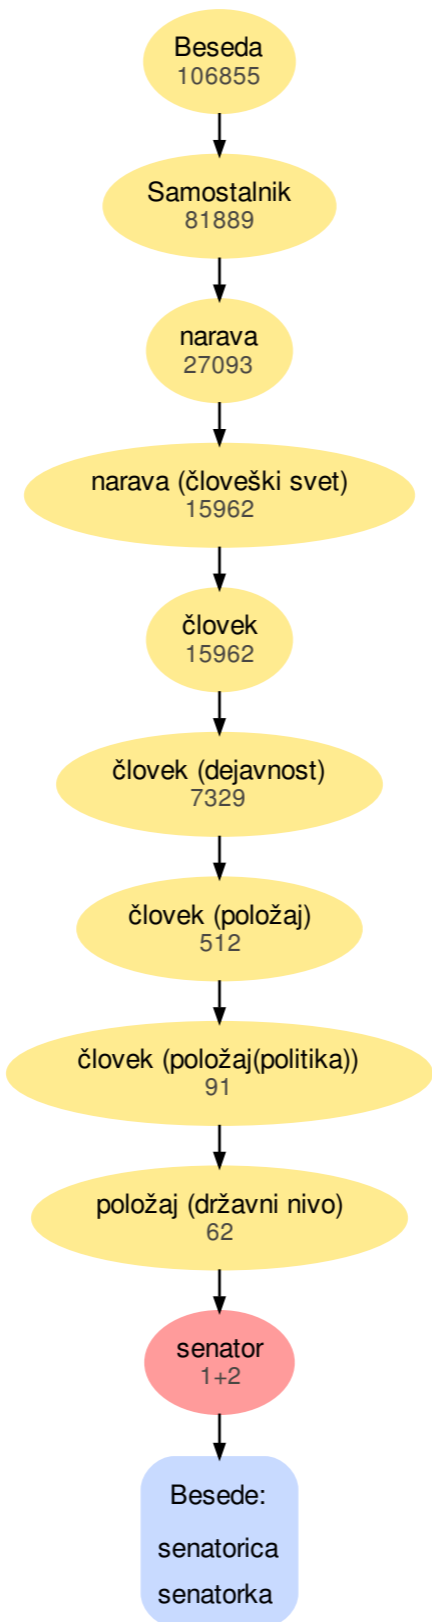 Beseda
106855
Samostalnik
81889
narava
27093
narava (človeški svet)
15962
človek
15962
človek (dejavnost)
7329
človek (položaj)
512
človek (položaj(politika))
91
položaj (državni nivo)
62
senator
1+2
Besede:
senatorica
senatorka